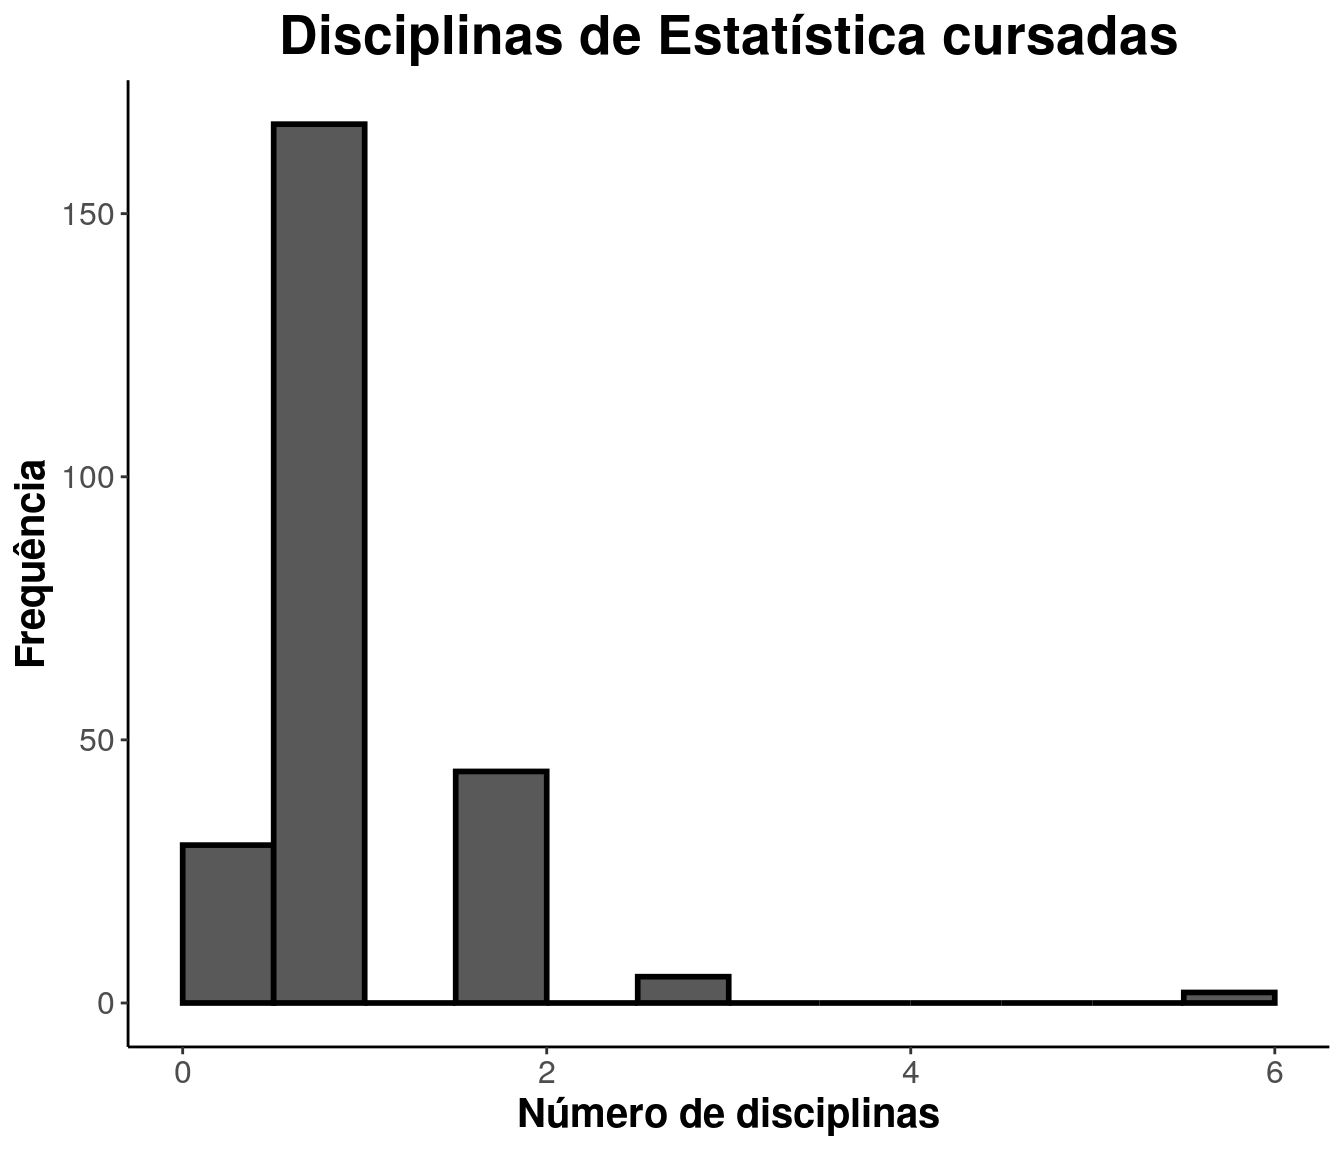 Disciplinas de Estatística cursadas
Frequência
150
100
50
0
0 2 4 6
Número de disciplinas